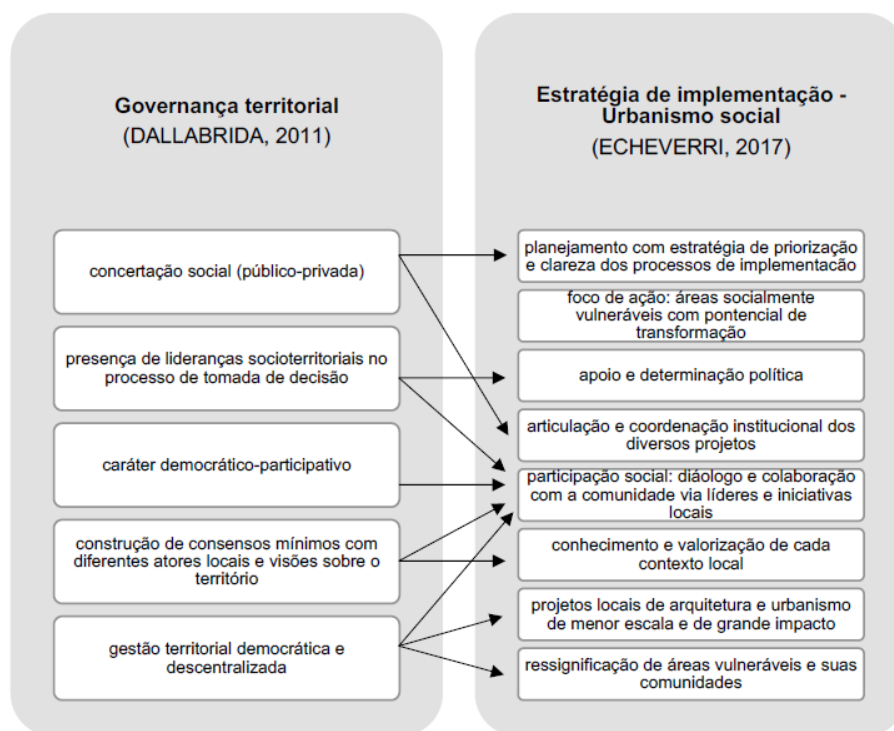 Governança territorial
(DALLABRIDA, 2011)
concertação social (público-privada)
presença de lideranças socioterritoriais no
processo de tomada de decisão
caráter democrático-participativo
construção de consensos mínimos com
diferentes atores locais e visões sobre o
território
gestão territorial democrática e
descentralizada
Estratégia de implementação -
Urbanismo social
(ECHEVERRI, 2017)
planejamento com estratégia de priorização
e clareza dos processos de implementacão
foco de ação: áreas socialmente
vulneráveis com pontencial de
transformação
apoio e determinação política
articulação e coordenação institucional dos
diversos projetos
participação social: diáologo e colaboração
com a comunidade via líderes e iniciativas
locais
conhecimento e valorização de cada
contexto local
projetos locais de arquitetura e urbanismo
de menor escala e de grande impacto
ressignificação de áreas vulneráveis e suas
comunidades